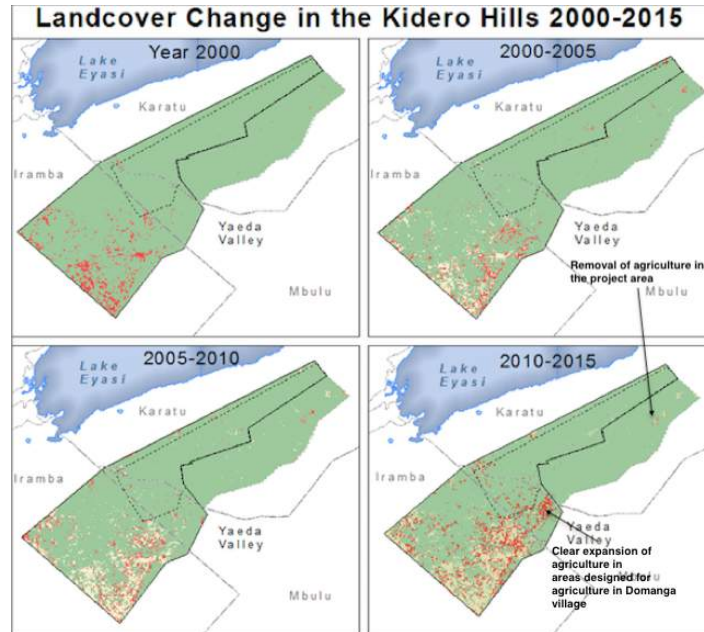 Landcover Change in the Kidero Hills 2000-2015
Year 2000
Lake
Eyasi
Karatu
Iramba
Yaeda
Valley
Mbulu
2000-2005
Lake
Eyasi
Karatu
Iramba
Yaeda
Valley
Removal of agriculture in
the project area
Mbulu
2005-2010
Lake
Eyasi
Karatu
Iramba
Yaeda
Valley
Mbulu
2010-2015
Lake
Eyasi
Karatu
Iramba
Yaeda
Valley
Clear expansion of
agriculture in
areas designed for
agriculture in Domanga
village
Mbulu